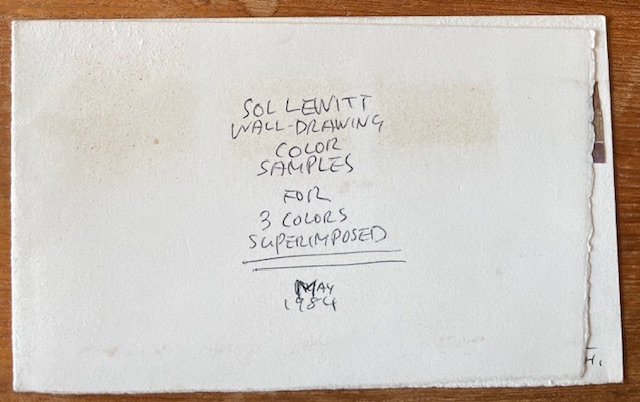 SOL LEWITT
WALL-DRAWING
COLOR
SAMPLES
FOR
3 COLORS
SUPERIMPOSED
MAY
1984
H.